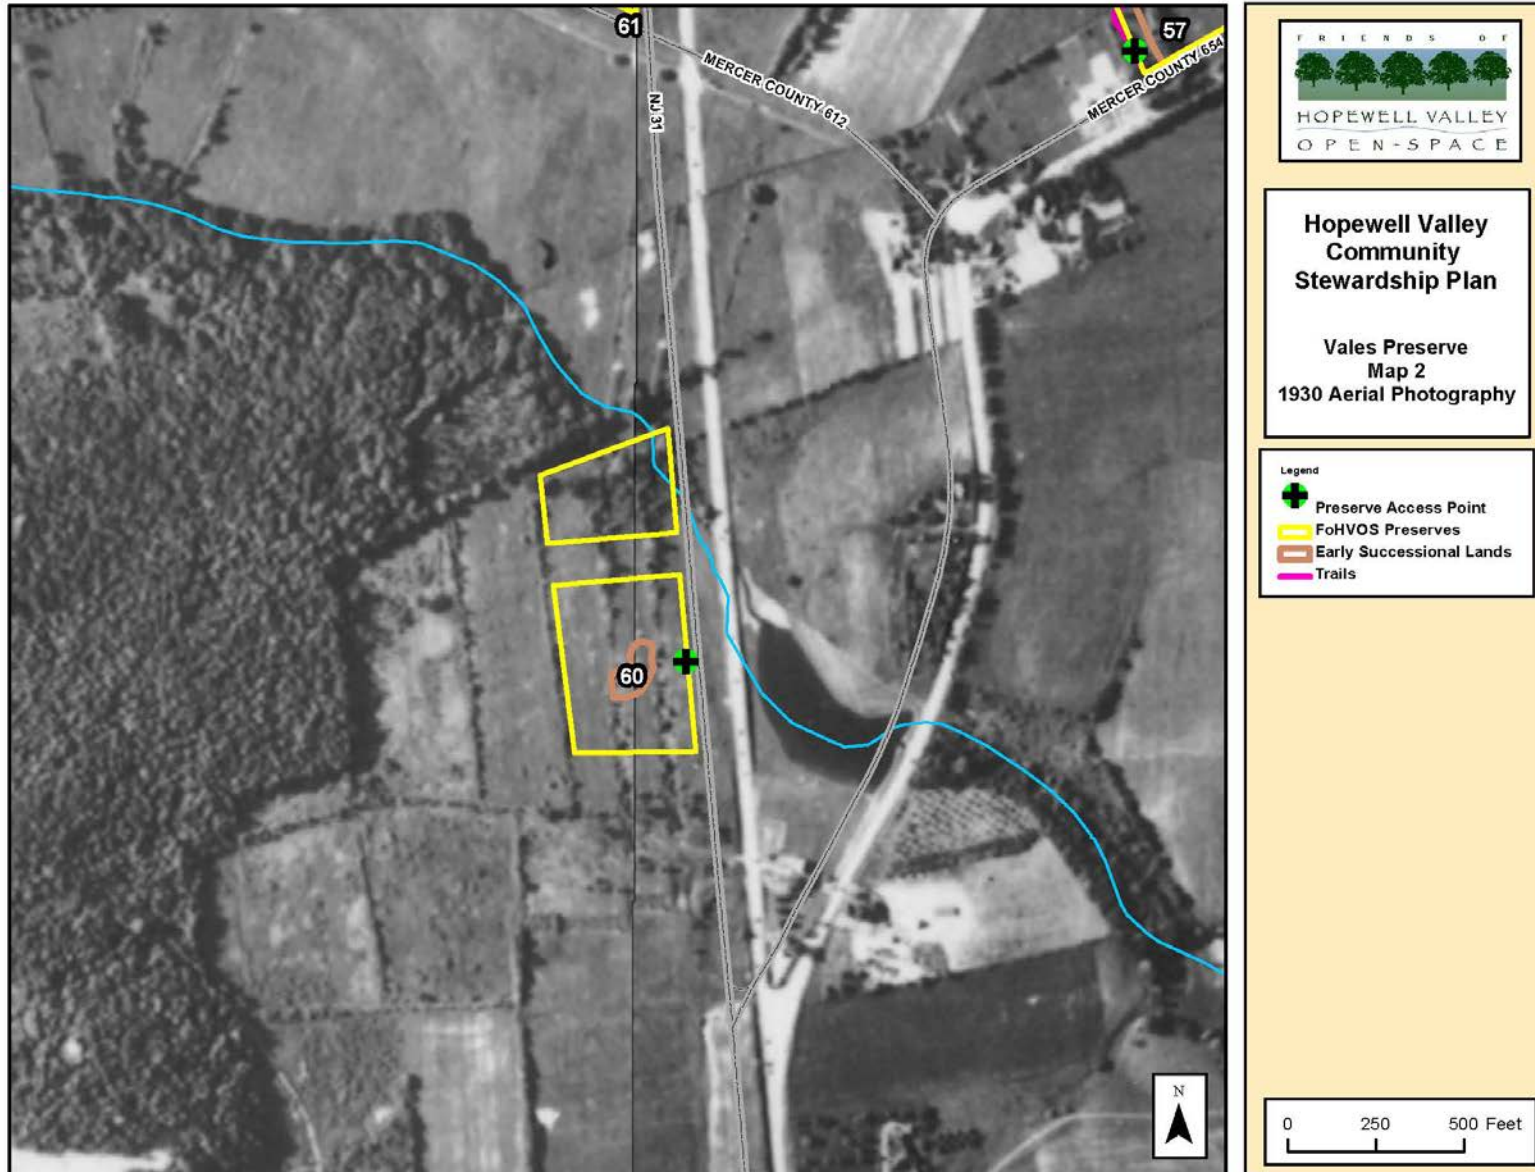 61
57
MERCER COUNTY 612
MERCER COUNTY 654
NJ 31
60
N
FRIENDS OF
HOPEWELL VALLEY
OPEN-SPACE
Hopewell Valley
Community
Stewardship Plan
Vales Preserve
Map 2
1930 Aerial Photography
Legend
Preserve Access Point
FoHVOS Preserves
Early Successional Lands
Trails
0 250 500 Feet